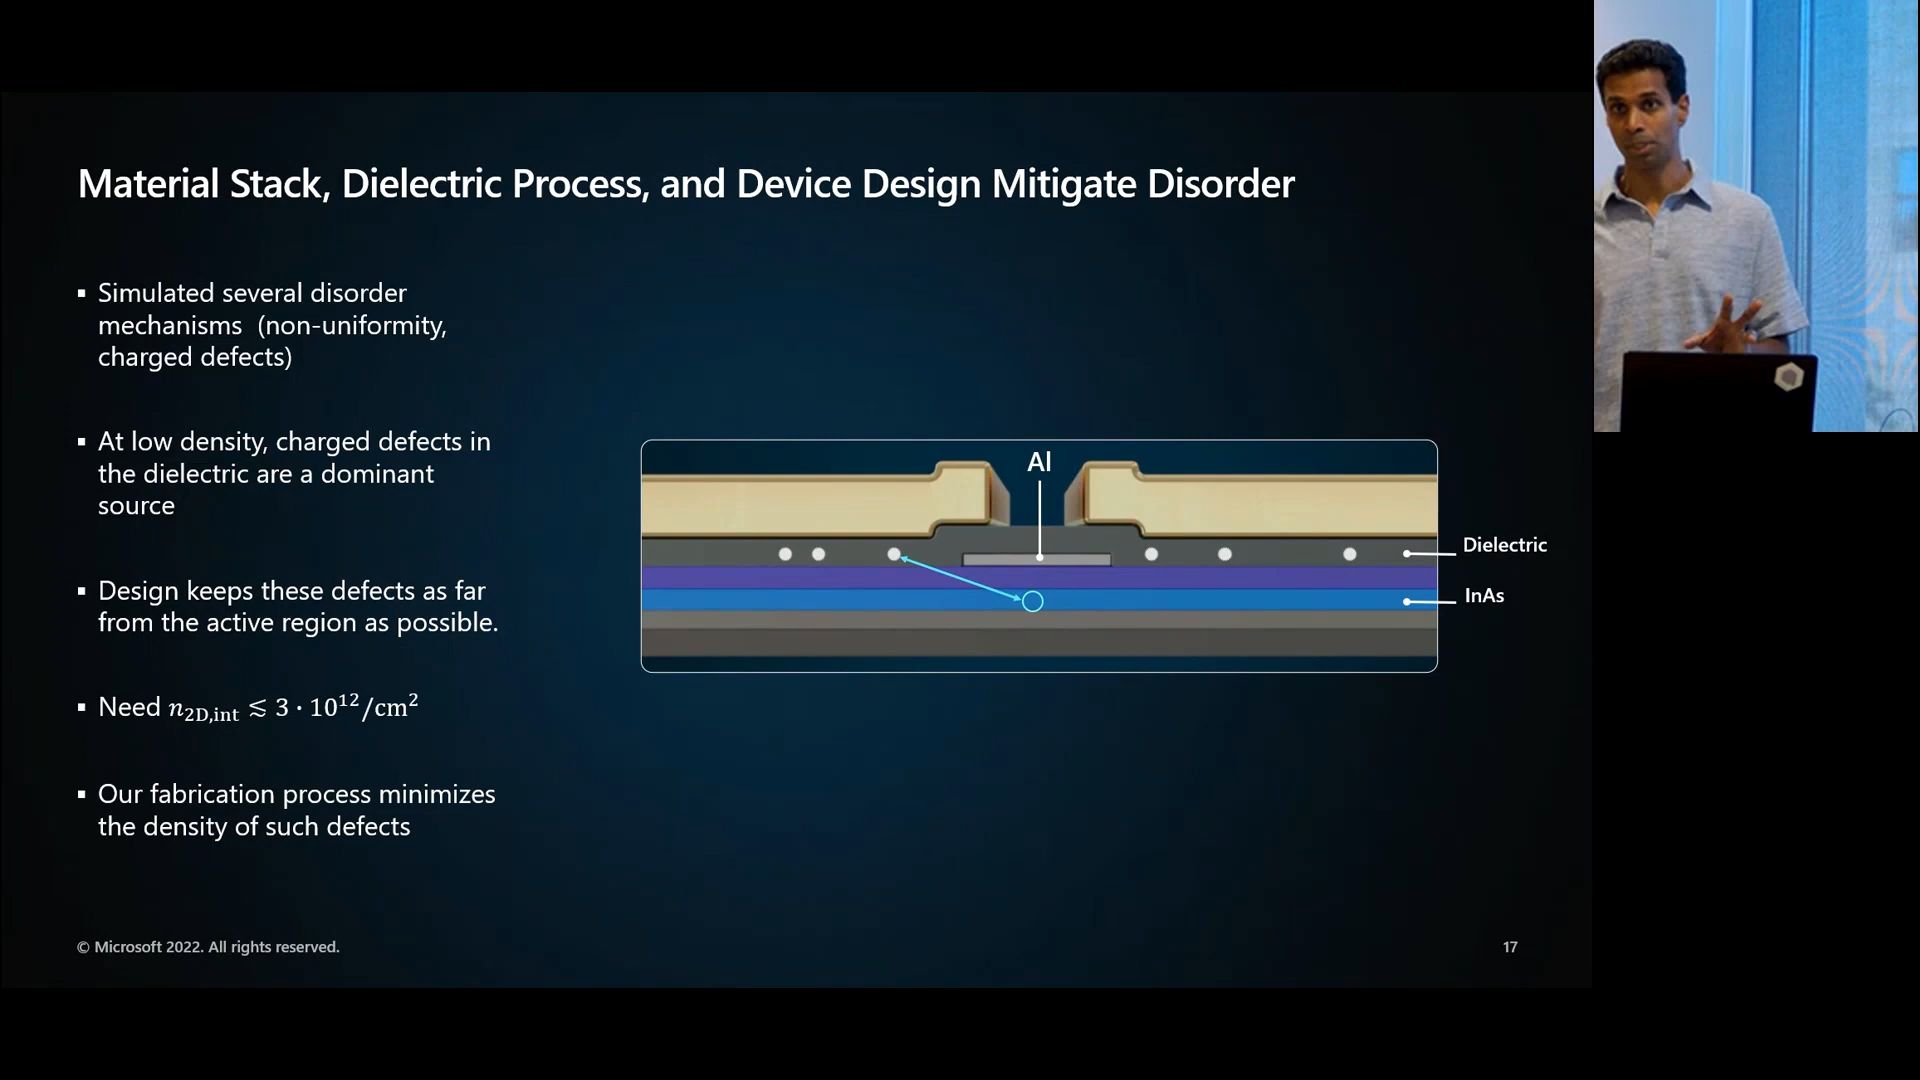 Material Stack, Dielectric Process, and Device Design Mitigate Disorder
▪ Simulated several disorder
mechanisms (non-uniformity,
charged defects)
▪ At low density, charged defects in
the dielectric are a dominant
source
▪ Design keeps these defects as far
from the active region as possible.
▪ Need n₂D,int ≲ 3 · 10¹²/cm²
▪ Our fabrication process minimizes
the density of such defects
Al
Dielectric
InAs
© Microsoft 2022. All rights reserved.
17